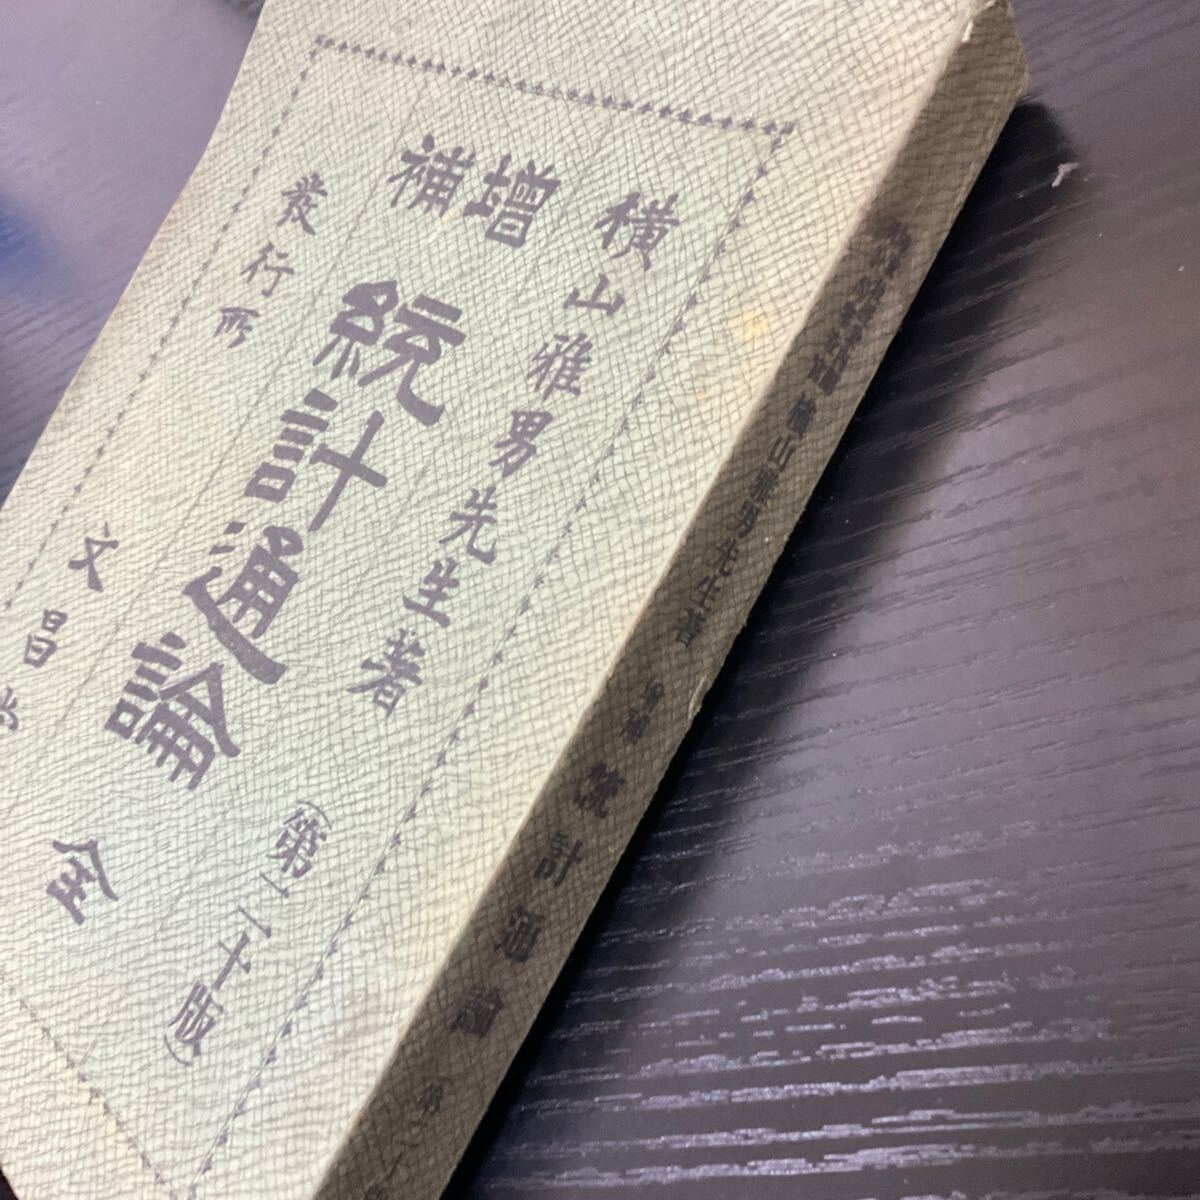 横山雅男先生著
増補
統計通論
全
(第二十版)
發行所
文昌
横山雅男先生著
増補
統計通論
第